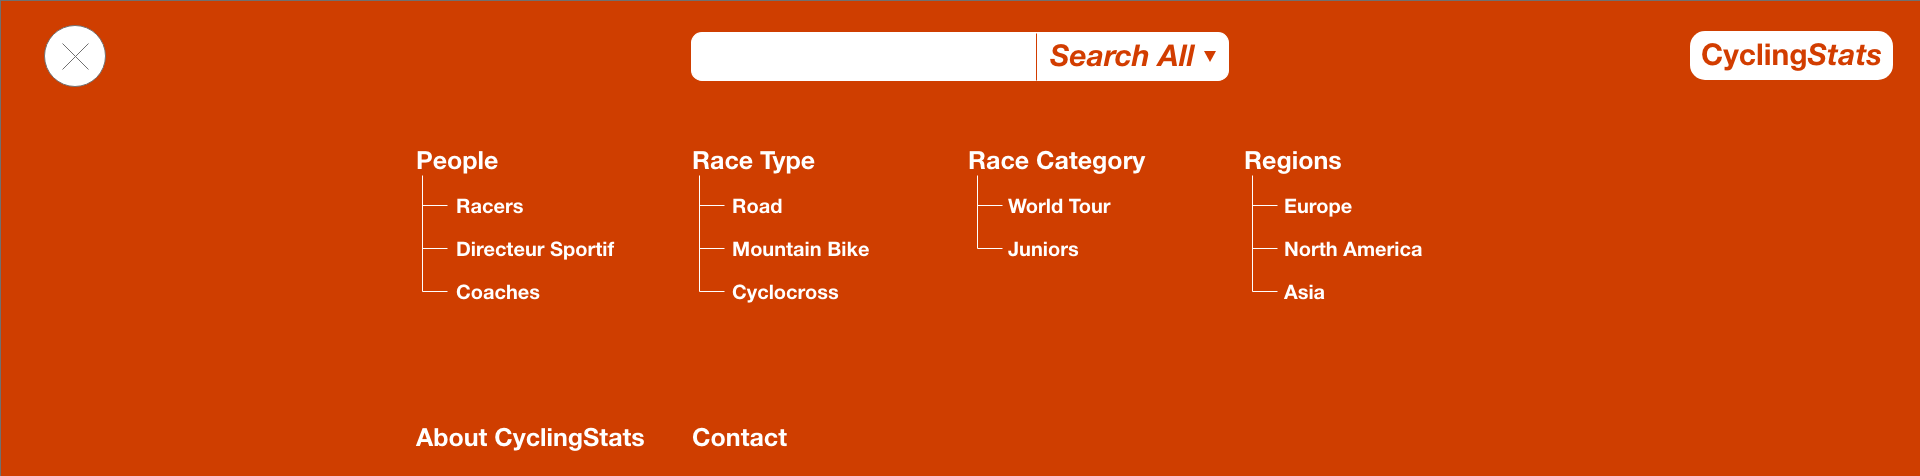 Search All ▼
CyclingStats
People
Racers
Directeur Sportif
Coaches
Race Type
Road
Mountain Bike
Cyclocross
Race Category
World Tour
Juniors
Regions
Europe
North America
Asia
About CyclingStats
Contact